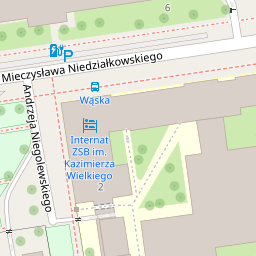 6
P
Mieczysława Niedziałkowskiego
Wąska
Andrzeja Niegolewskiego
Internat
ZSB im.
Kazimierza
Wielkiego
2